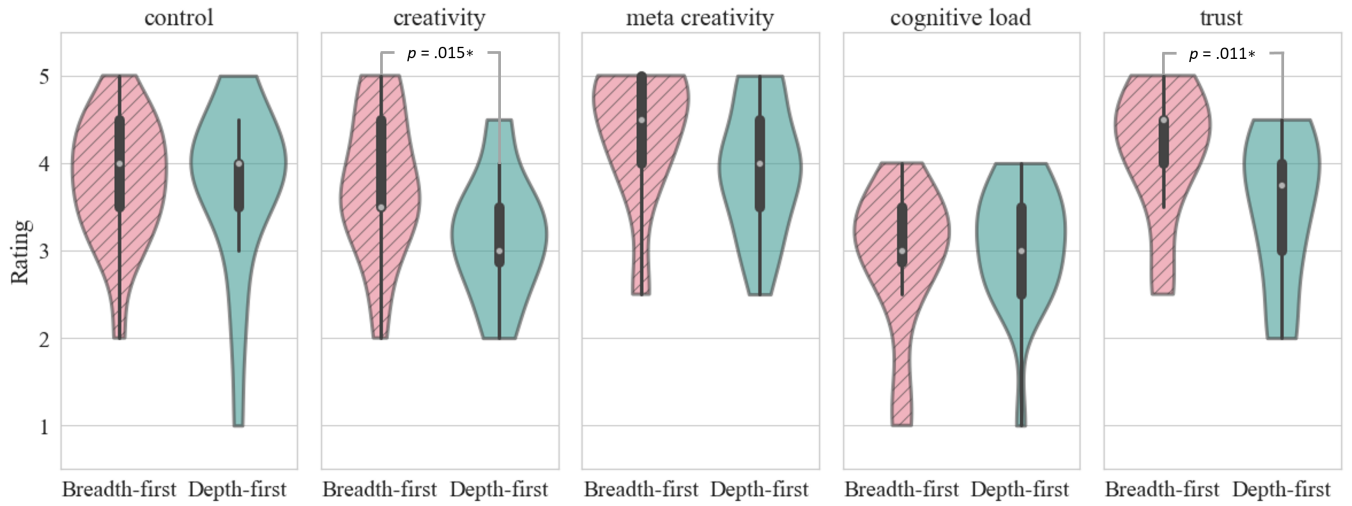 control creativity meta creativity cognitive load trust
p = .015* p = .011*
5
4
3
2
1
Rating
Breadth-first Depth-first Breadth-first Depth-first Breadth-first Depth-first Breadth-first Depth-first Breadth-first Depth-first